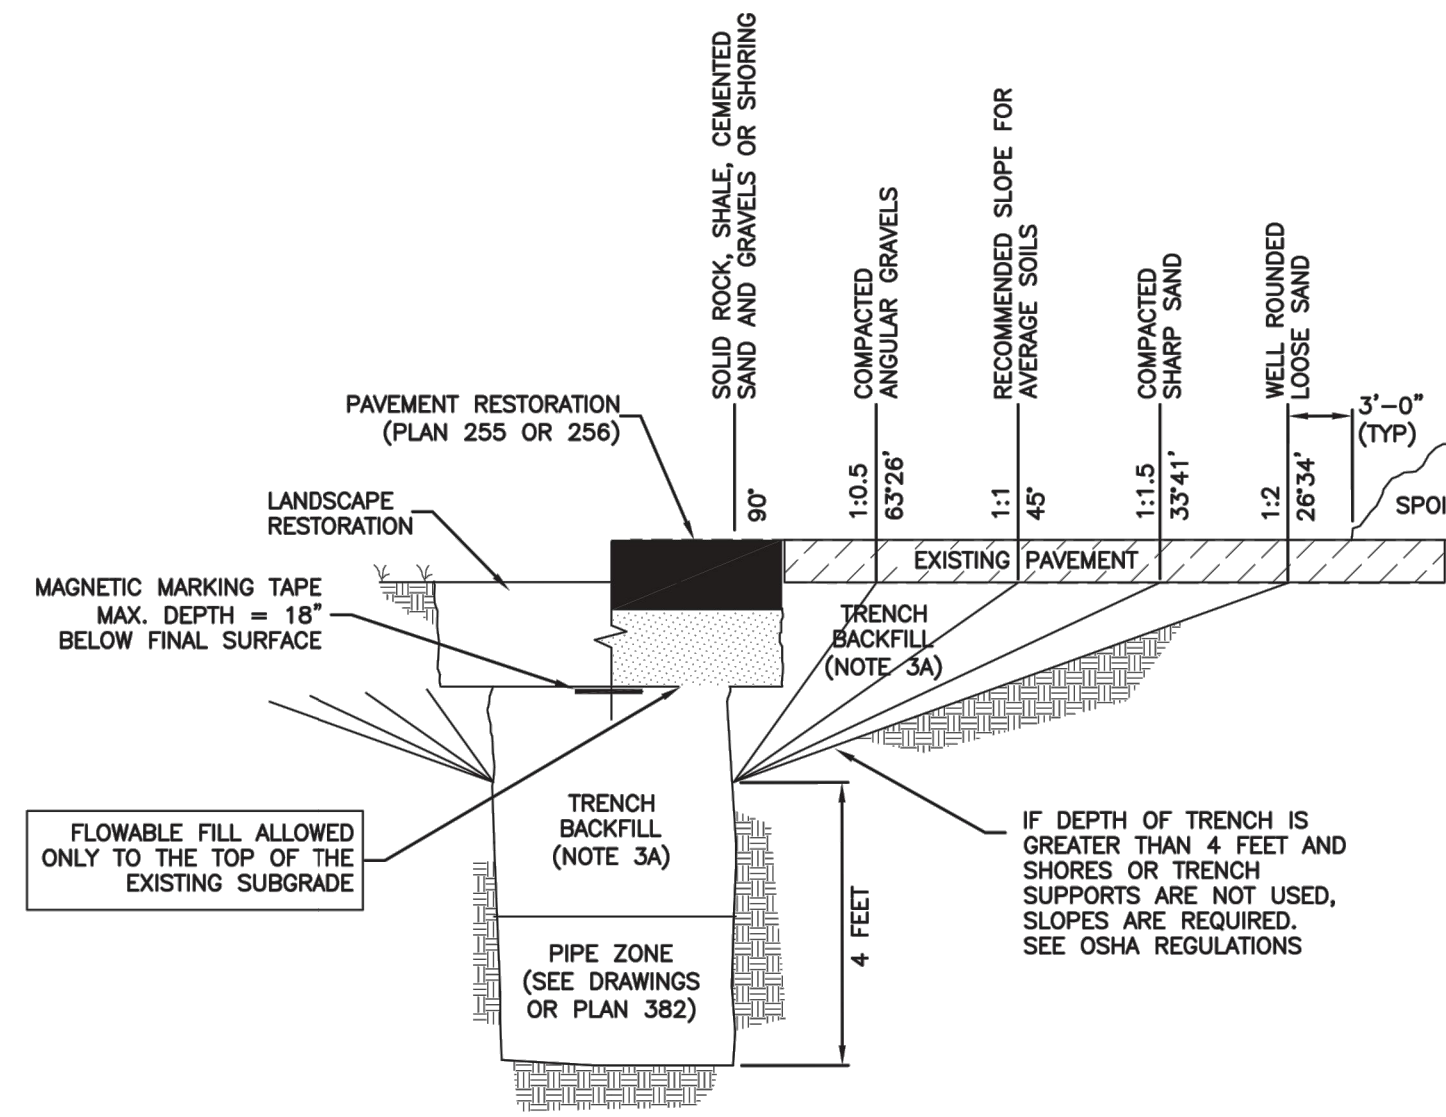 SOLID ROCK, SHALE, CEMENTED
SAND AND GRAVELS OR SHORING
90°
COMPACTED
ANGULAR GRAVELS
1:0.5
63°26'
RECOMMENDED SLOPE FOR
AVERAGE SOILS
1:1
45°
COMPACTED
SHARP SAND
1:1.5
33°41'
WELL ROUNDED
LOOSE SAND
1:2
26°34'
3'-0"
(TYP)
SPOI
PAVEMENT RESTORATION
(PLAN 255 OR 256)
LANDSCAPE
RESTORATION
EXISTING PAVEMENT
MAGNETIC MARKING TAPE
MAX. DEPTH = 18"
BELOW FINAL SURFACE
TRENCH
BACKFILL
(NOTE 3A)
FLOWABLE FILL ALLOWED
ONLY TO THE TOP OF THE
EXISTING SUBGRADE
TRENCH
BACKFILL
(NOTE 3A)
4 FEET
IF DEPTH OF TRENCH IS
GREATER THAN 4 FEET AND
SHORES OR TRENCH
SUPPORTS ARE NOT USED,
SLOPES ARE REQUIRED.
SEE OSHA REGULATIONS
PIPE ZONE
(SEE DRAWINGS
OR PLAN 382)